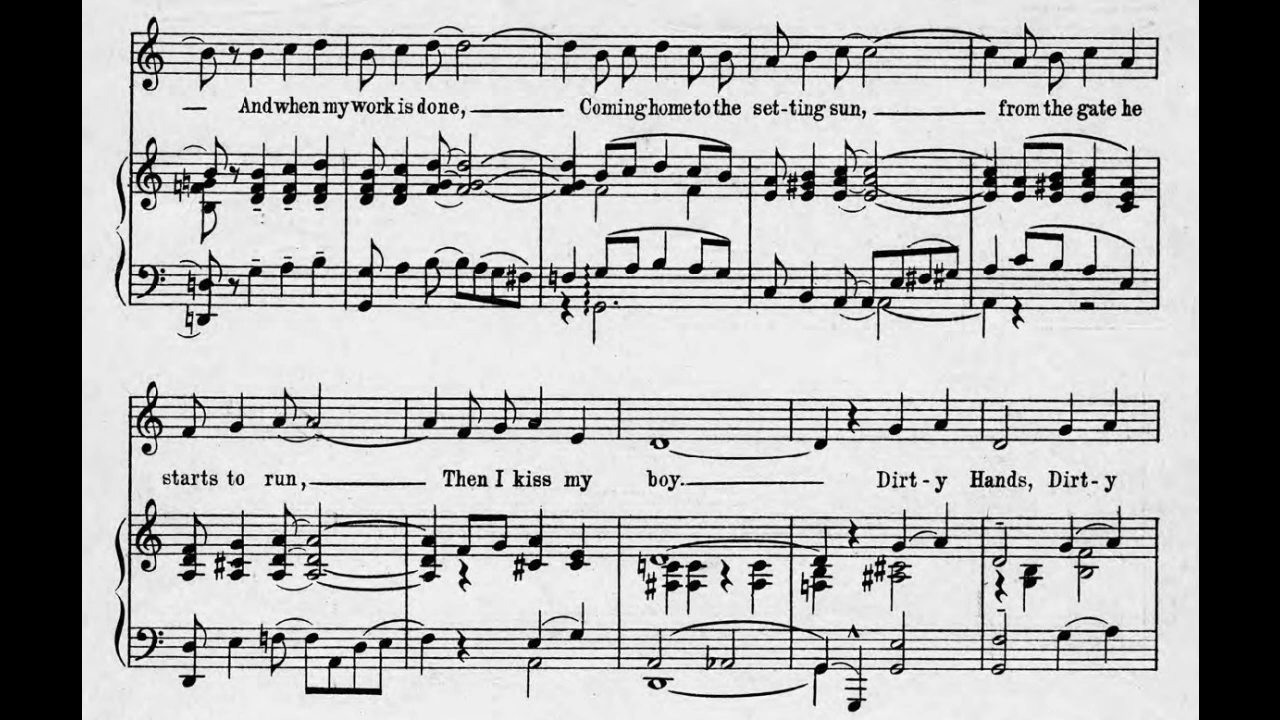 And when my work is done, Coming home to the set-ting sun, from the gate he
starts to run, Then I kiss my boy. Dirt-y Hands, Dirt-y